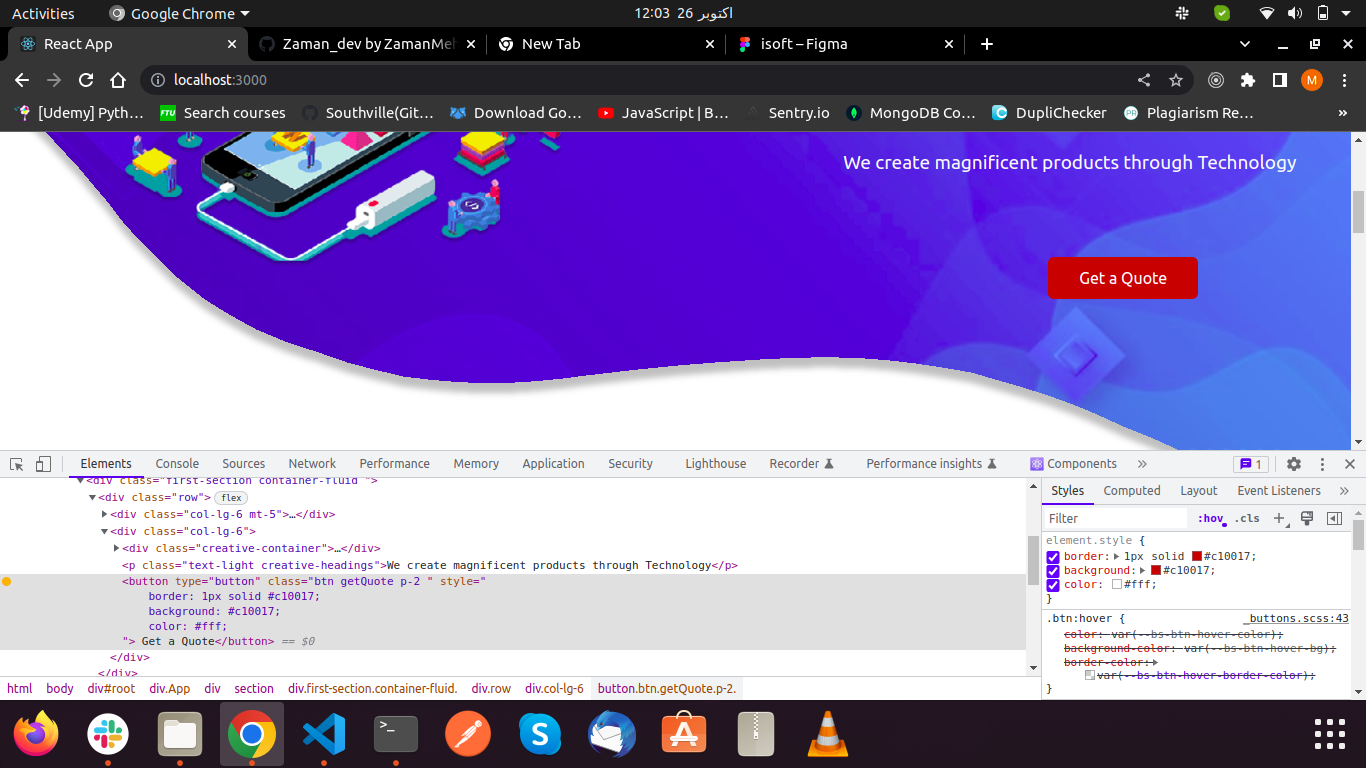 Activities
Google Chrome
12:03 26 اکتوبر
React App
Zaman_dev by ZamanMeh
New Tab
isoft – Figma
localhost:3000
M
[Udemy] Pyth…
FTU
Search courses
Southville(Git…
Download Go…
JavaScript | B…
Sentry.io
MongoDB Co…
DupliChecker
PR
Plagiarism Re…
»
We create magnificent products through Technology
Get a Quote
Elements
Console
Sources
Network
Performance
Memory
Application
Security
Lighthouse
Recorder
Performance insights
Components
»
1
<div class="first-section container-fluid ">
<div class="row"> flex
<div class="col-lg-6 mt-5">…</div>
<div class="col-lg-6">
<div class="creative-container">…</div>
<p class="text-light creative-headings">We create magnificent products through Technology</p>
<button type="button" class="btn getQuote p-2 " style="
border: 1px solid #c10017;
background: #c10017;
color: #fff;
"> Get a Quote</button> == $0
</div>
</div>
html body div#root div.App div section div.first-section.container-fluid. div.row div.col-lg-6 button.btn.getQuote.p-2.
Styles
Computed
Layout
Event Listeners
»
Filter
:hov
.cls
element.style {
border: 1px solid #c10017;
background: #c10017;
color: #fff;
}
.btn:hover {
_buttons.scss:43
color: var(--bs-btn-hover-color);
background-color: var(--bs-btn-hover-bg);
border-color:
var(--bs-btn-hover-border-color);
}